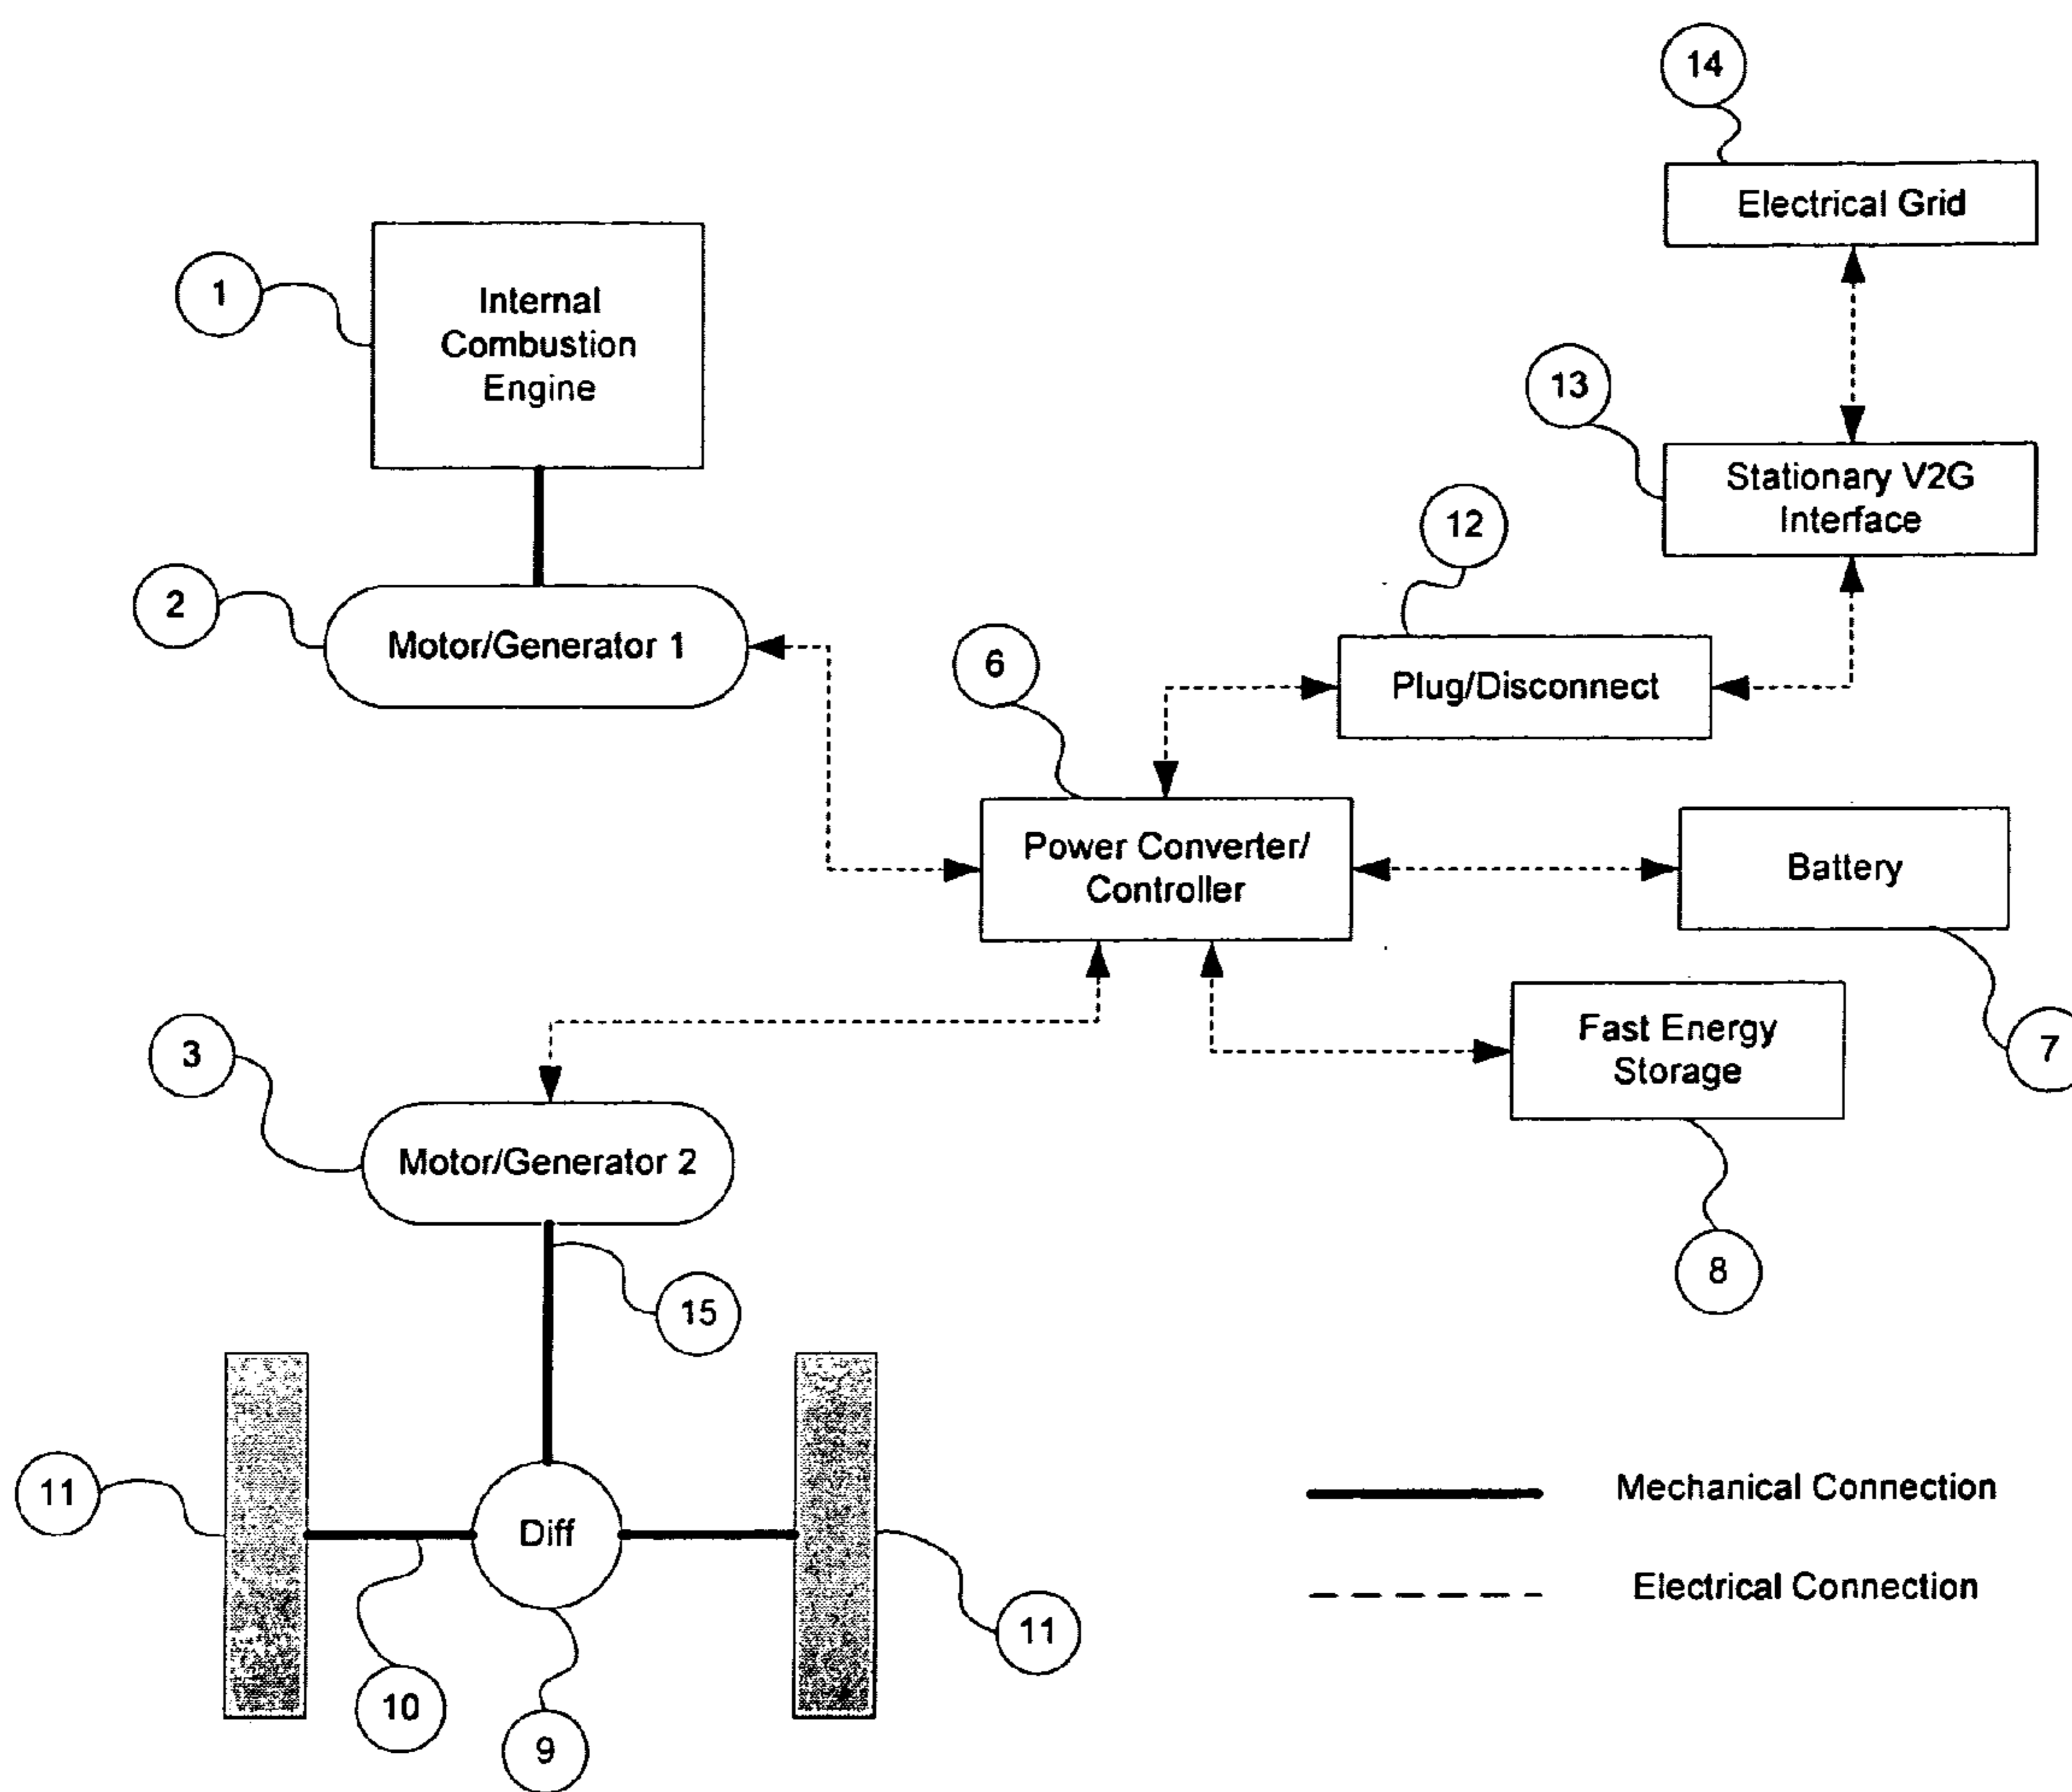 14
Electrical Grid
1
Internal
Combustion
Engine
13
Stationary V2G
Interface
12
2
Motor/Generator 1
6
Plug/Disconnect
Power Converter/
Controller
Battery
3
Fast Energy
Storage
7
Motor/Generator 2
8
15
11
Diff
Mechanical Connection
Electrical Connection
11
10
9